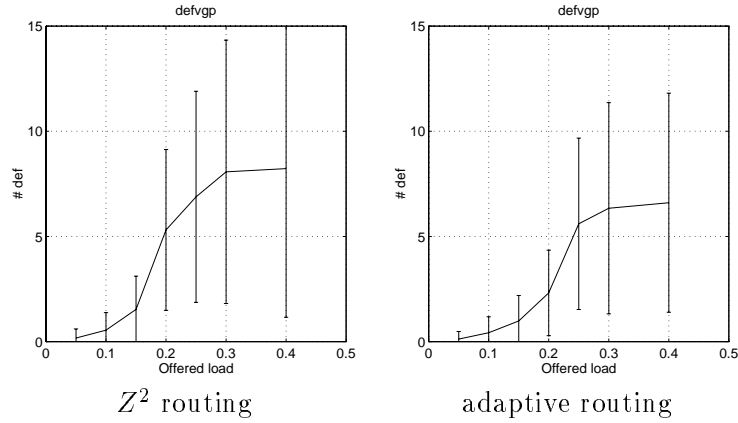 defvgp
15
10
5
0
# def
0 0.1 0.2 0.3 0.4 0.5
Offered load
Z² routing
defvgp
15
10
5
0
# def
0 0.1 0.2 0.3 0.4 0.5
Offered load
adaptive routing